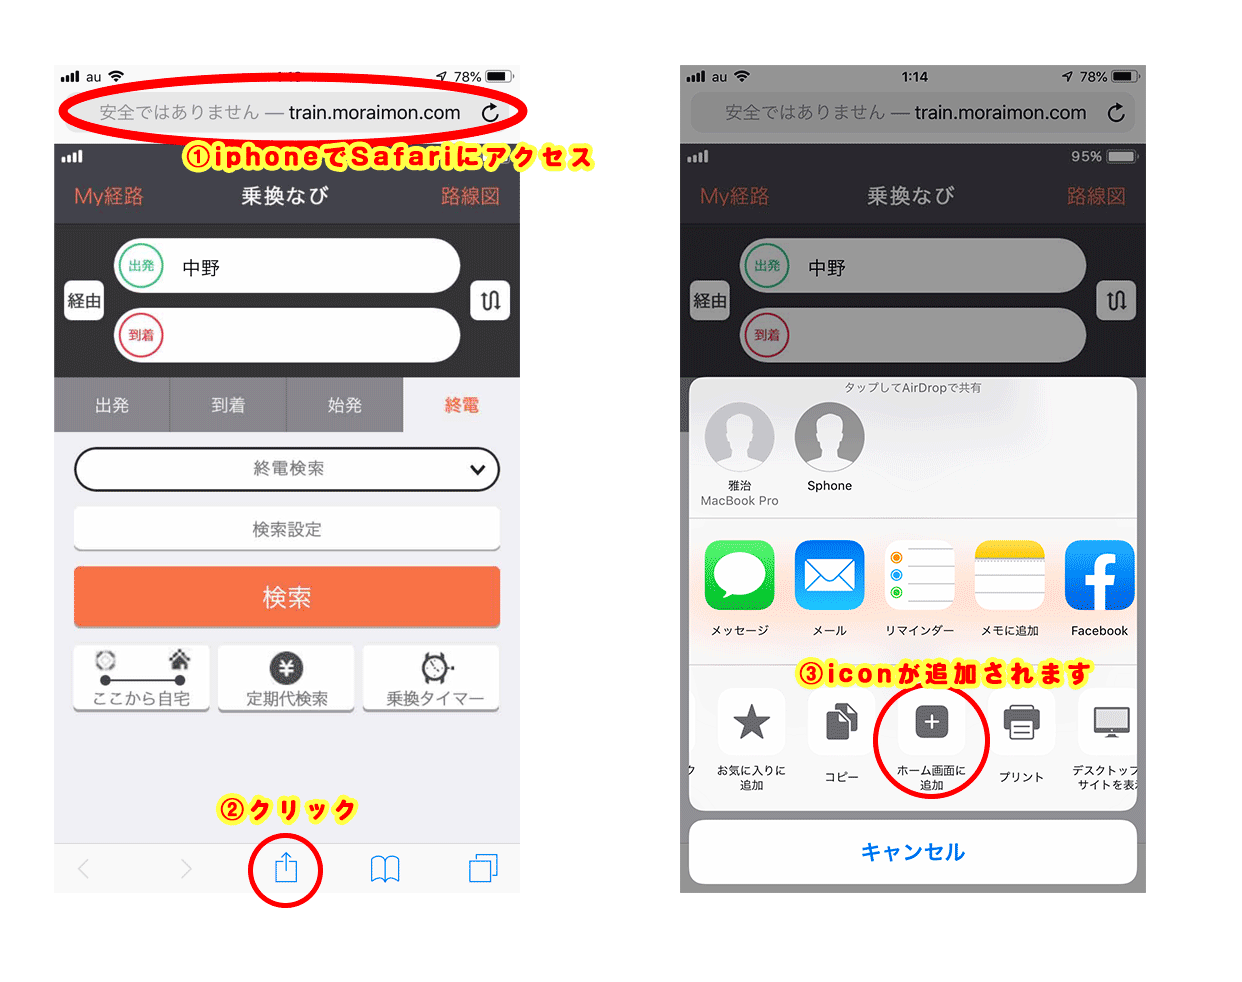 au
78%
安全ではありません — train.moraimon.com
①iphoneでSafariにアクセス
My経路
乗換なび
路線図
出発
中野
経由
到着
出発
到着
始発
終電
終電検索
検索設定
検索
ここから自宅
定期代検索
乗換タイマー
②クリック
au
1:14
78%
安全ではありません — train.moraimon.com
95%
My経路
乗換なび
路線図
出発
中野
経由
到着
タップしてAirDropで共有
雅治
MacBook Pro
Sphone
メッセージ
メール
リマインダー
メモに追加
Facebook
③iconが追加されます
ク
お気に入りに
追加
コピー
ホーム画面に
追加
プリント
デスクトップ
サイトを表
キャンセル